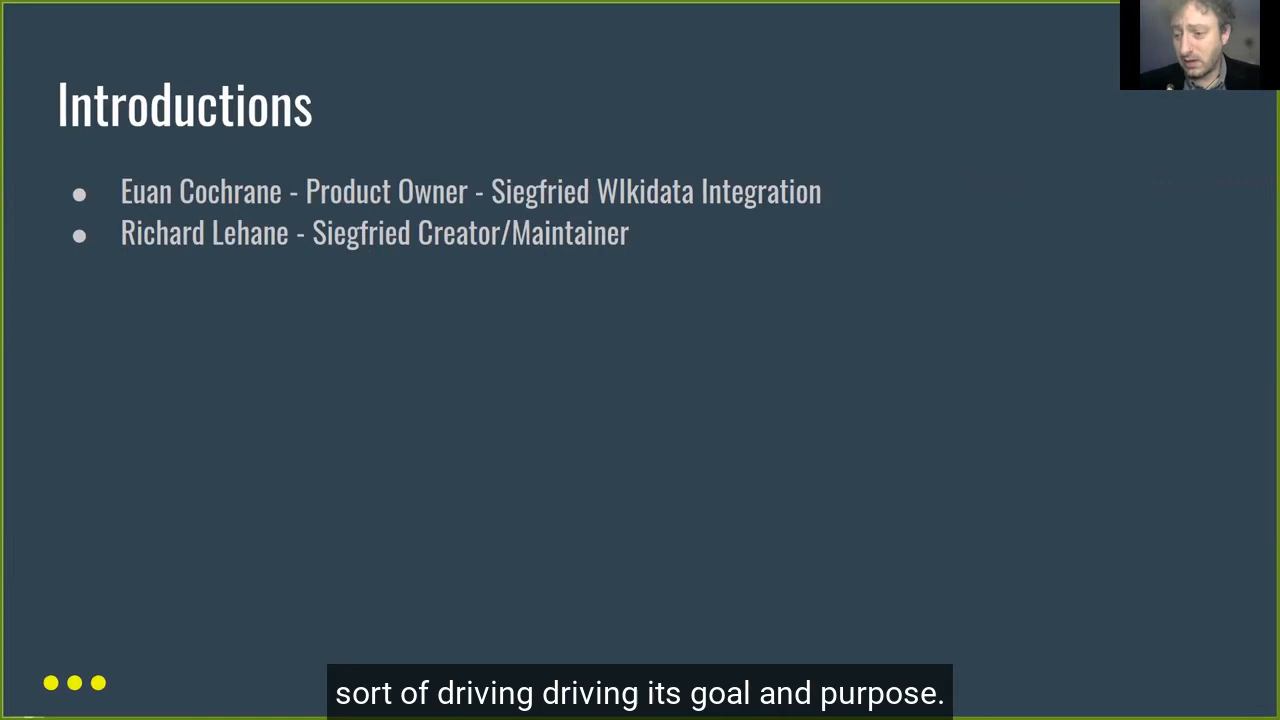 Introductions
● Euan Cochrane - Product Owner - Siegfried WIkidata Integration
● Richard Lehane - Siegfried Creator/Maintainer
sort of driving driving its goal and purpose.